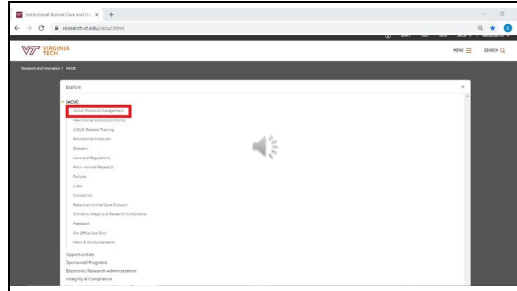 Institutional Animal Care and Us
research.vt.edu/iacuc.html
VIRGINIA
TECH.
MENU
SEARCH
Research and Innovation / IACUC
Explore
IACUC
IACUC Protocol Management
New Online Submission Forms
IACUC Related Training
Educational Materials
Glossary
Laws and Regulations
Policies
Links
Contact Us
Report an Animal Care Concern
Scholarly Integrity & Research Compliance
Feedback
For Office Use Only
News & Announcements
Opportunities
Sponsored Programs
Electronic Research Administration
Integrity & Compliance